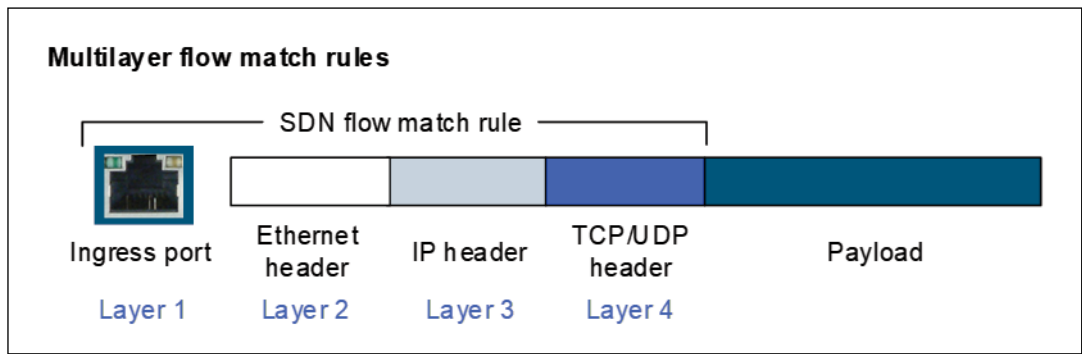 Multilayer flow match rules
SDN flow match rule
Ingress port
Ethernet
header
IP header
TCP/UDP
header
Payload
Layer 1
Layer 2
Layer 3
Layer 4